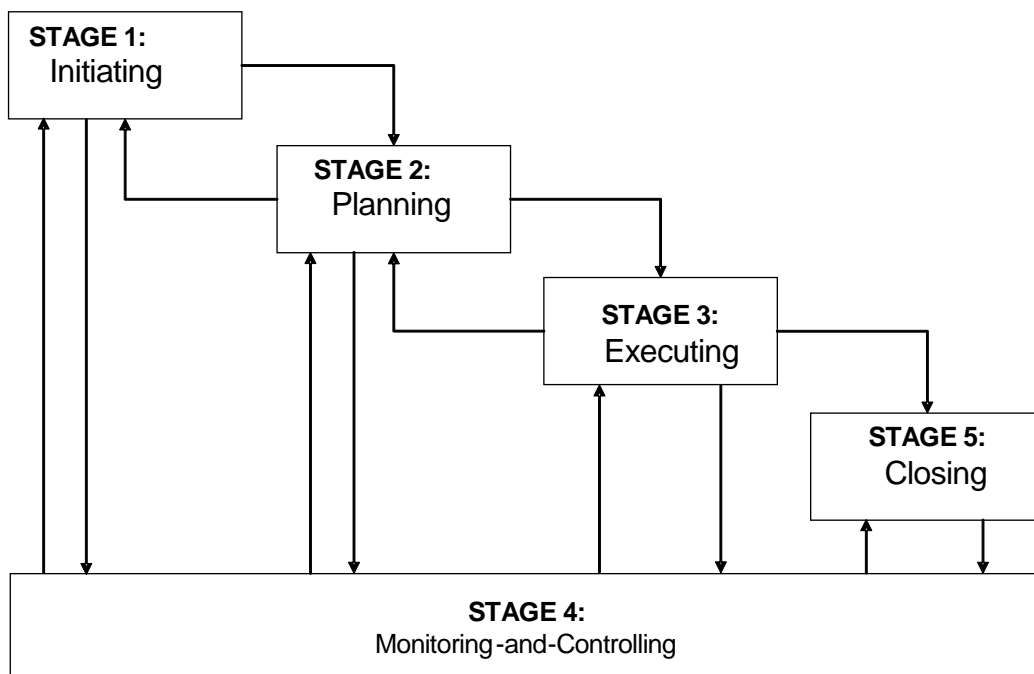 STAGE 1:
Initiating
STAGE 2:
Planning
STAGE 3:
Executing
STAGE 5:
Closing
STAGE 4:
Monitoring-and-Controlling